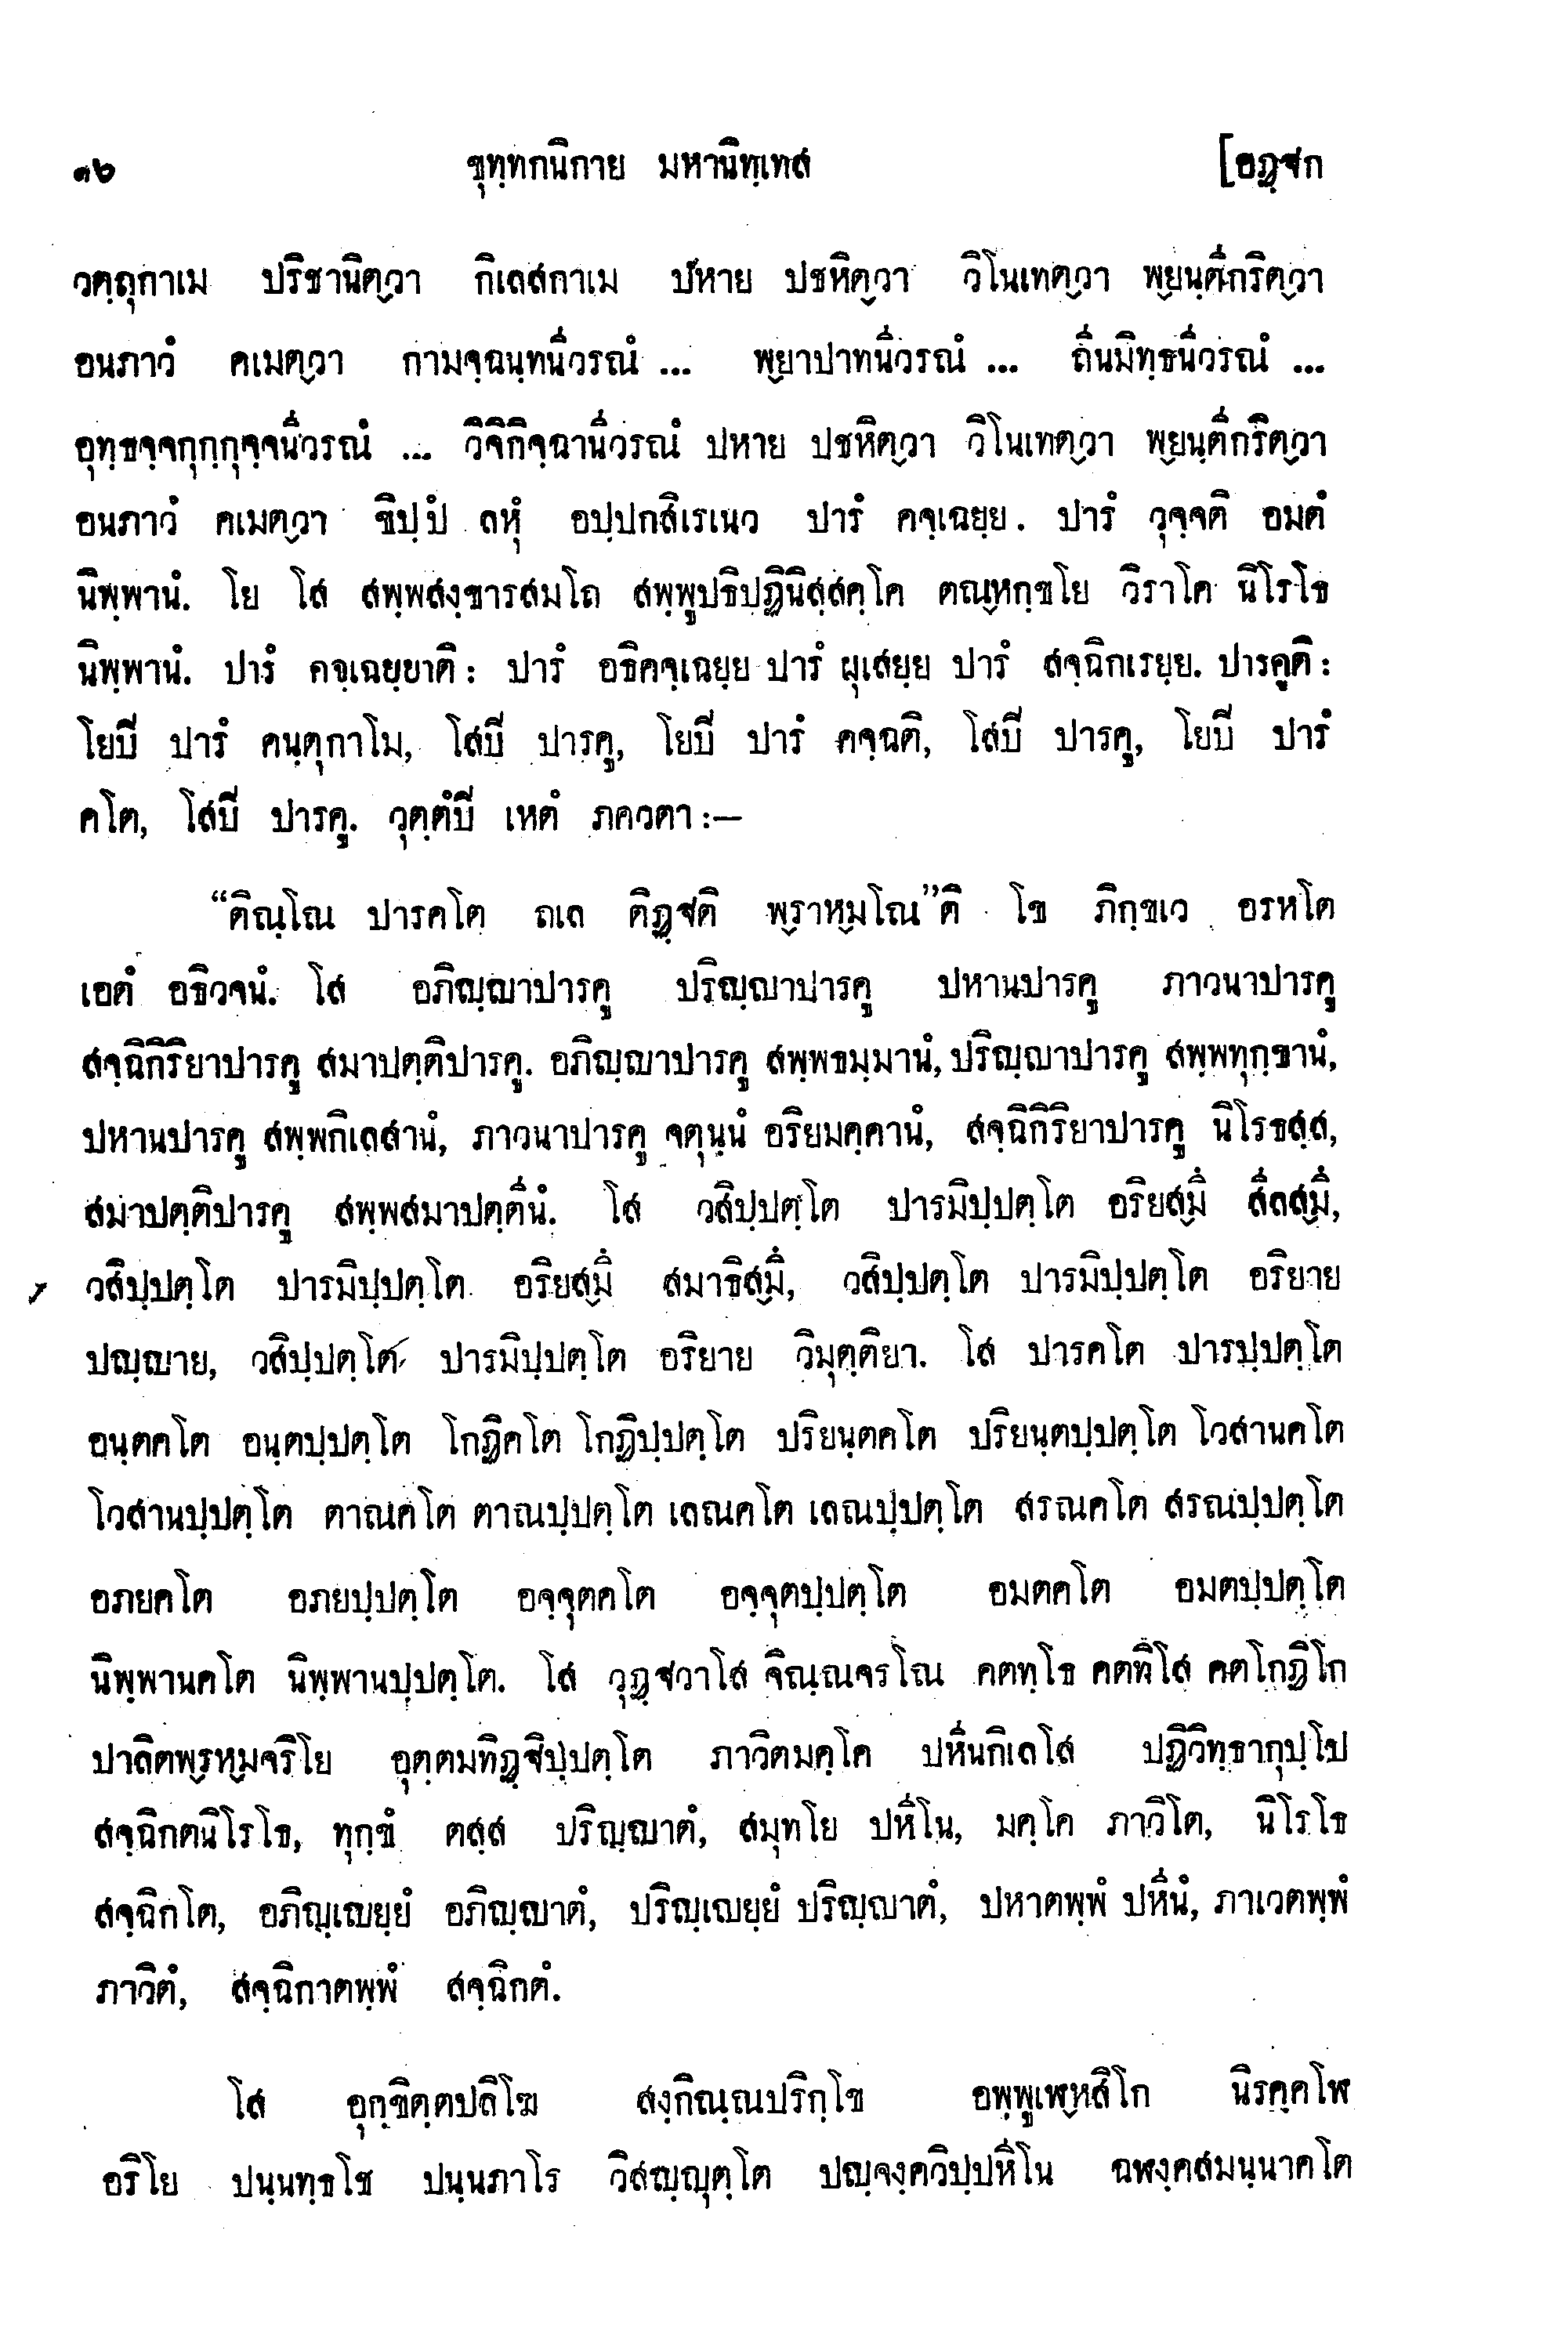 ๑๖ ขุทฺทกนิกาย มหานิทฺเทส [อฏฺฐก
วตฺถุกาเม ปริชานิตฺวา กิเลสกาเม ปหาย ปชหิตฺวา วิโนเทตฺวา พฺยนฺตีกริตฺวา
อนภาวํ คเมตฺวา กามจฺฉนฺทนีวรณํ ... พฺยาปาทนีวรณํ ... ถีนมิทฺธนีวรณํ ...
อุทฺธจฺจกุกฺกุจฺจนีวรณํ ... วิจิกิจฺฉานีวรณํ ปหาย ปชหิตฺวา วิโนเทตฺวา พฺยนฺตีกริตฺวา
อนภาวํ คเมตฺวา ขิปฺปํ ลหุํ อปฺปกสิเรเนว ปารํ คจฺเฉยฺย. ปารํ วุจฺจติ อมตํ
นิพฺพานํ. โย โส สพฺพสงฺขารสมโถ สพฺพูปธิปฏินิสฺสคฺโค ตณฺหกฺขโย วิราโค นิโรโธ
นิพฺพานํ. ปารํ คจฺเฉยฺยาติ: ปารํ อธิคจฺเฉยฺย ปารํ ผุเสยฺย ปารํ สจฺฉิกเรยฺย. ปารคูติ:
โยปิ ปารํ คนฺตุกาโม, โสปิ ปารคู, โยปิ ปารํ คจฺฉติ, โสปิ ปารคู, โยปิ ปารํ
คโต, โสปิ ปารคู. วุตฺตํปิ เหตํ ภควตา:—
“ติณฺโณ ปารคโต ถเล ติฏฺฐติ พฺราหฺมโณ”ติ โข ภิกฺขเว อรหโต
เอตํ อธิวจนํ. โส อภิญฺญาปารคู ปริญฺญาปารคู ปหานปารคู ภาวนาปารคู
สจฺฉิกิริยาปารคู สมาปตฺติปารคู. อภิญฺญาปารคู สพฺพธมฺมานํ, ปริญฺญาปารคู สพฺพทุกฺขานํ,
ปหานปารคู สพฺพกิเลสานํ, ภาวนาปารคู จตุนฺนํ อริยมคฺคานํ, สจฺฉิกิริยาปารคู นิโรธสฺส,
สมาปตฺติปารคู สพฺพสมาปตฺตีนํ. โส วสิปฺปตฺโต ปารมิปฺปตฺโต อริยสฺมึ สีลสฺมึ,
วสิปฺปตฺโต ปารมิปฺปตฺโต อริยสฺมึ สมาธิสฺมึ, วสิปฺปตฺโต ปารมิปฺปตฺโต อริยาย
ปญฺญาย, วสิปฺปตฺโต ปารมิปฺปตฺโต อริยาย วิมุตฺติยา. โส ปารคโต ปารปฺปตฺโต
อนฺตคโต อนฺตปฺปตฺโต โกฏิคโต โกฏิปฺปตฺโต ปริยนฺตคโต ปริยนฺตปฺปตฺโต โวสานคโต
โวสานปฺปตฺโต ตาณคโต ตาณปฺปตฺโต เลณคโต เลณปฺปตฺโต สรณคโต สรณปฺปตฺโต
อภยคโต อภยปฺปตฺโต อจฺจุตคโต อจฺจุตปฺปตฺโต อมตคโต อมตปฺปตฺโต
นิพฺพานคโต นิพฺพานปฺปตฺโต. โส วุฏฺฐวาโส จิณฺณจรโณ คตทฺโธ คตทิโส คตโกฏิโก
ปาลิตพฺรหฺมจริโย อุตฺตมทิฏฺฐิปฺปตฺโต ภาวิตมคฺโค ปหีนกิเลโส ปฏิวิทฺธากุปฺโป
สจฺฉิกตนิโรโธ, ทุกฺขํ ตสฺส ปริญฺญาตํ, สมุทโย ปหีโน, มคฺโค ภาวิโต, นิโรโธ
สจฺฉิกโต, อภิญฺเญยฺยํ อภิญฺญาตํ, ปริญฺเญยฺยํ ปริญฺญาตํ, ปหาตพฺพํ ปหีนํ, ภาเวตพฺพํ
ภาวิตํ, สจฺฉิกาตพฺพํ สจฺฉิกตํ.
โส อุกฺขิตฺตปลิโฆ สงฺกิณฺณปริกฺโข อพฺพูเฬฺหสิโก นิรคฺคโฬ
อริโย ปนฺนทฺธโช ปนฺนภาโร วิสญฺญุตฺโต ปญฺจงฺควิปฺปหีโน ฉฬงฺคสมนฺนาคโต